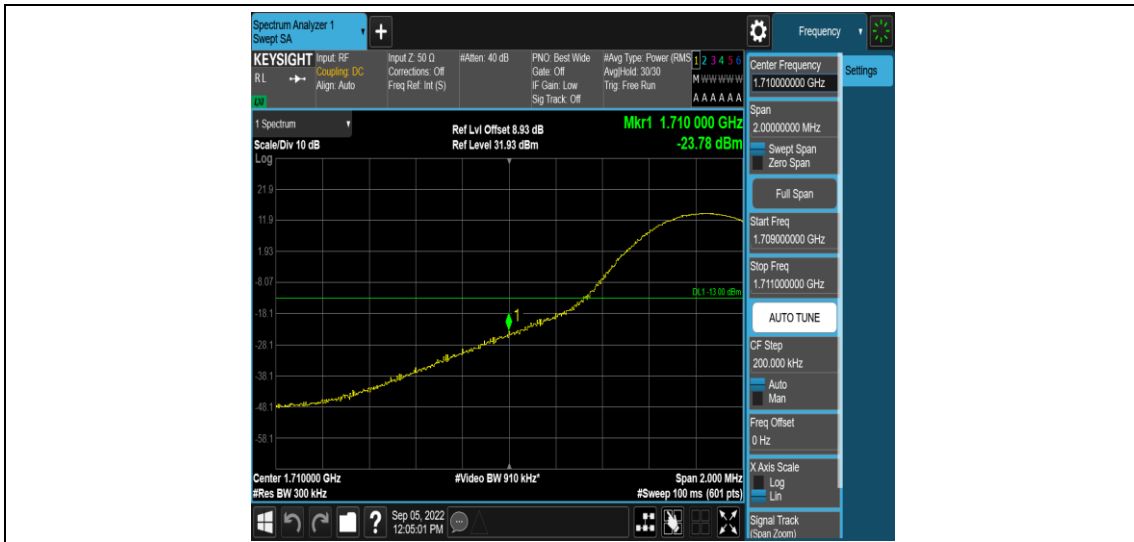 Spectrum Analyzer 1
Swept SA
+
Frequency
KEYSIGHT
RL
LXI
Input: RF
Coupling: DC
Align: Auto
Input Z: 50 Ω
Corrections: Off
Freq Ref: Int (S)
#Atten: 40 dB
PNO: Best Wide
Gate: Off
IF Gain: Low
Sig Track: Off
#Avg Type: Power (RMS
Avg|Hold: 30/30
Trig: Free Run
1 2 3 4 5 6
M W W W W W
A A A A A A
Center Frequency
1.710000000 GHz
Settings
Span
2.00000000 MHz
Swept Span
Zero Span
Full Span
Start Freq
1.709000000 GHz
Stop Freq
1.711000000 GHz
AUTO TUNE
CF Step
200.000 kHz
Auto
Man
Freq Offset
0 Hz
X Axis Scale
Log
Lin
Signal Track
(Span Zoom)
1 Spectrum
Scale/Div 10 dB
Log
Ref Lvl Offset 8.93 dB
Ref Level 31.93 dBm
Mkr1 1.710 000 GHz
-23.78 dBm
21.9
11.9
1.93
-8.07
DL1 -13.00 dBm
-18.1
1
-28.1
-38.1
-48.1
-58.1
Center 1.710000 GHz
#Res BW 300 kHz
#Video BW 910 kHz*
Span 2.000 MHz
#Sweep 100 ms (601 pts)
?
Sep 05, 2022
12:05:01 PM